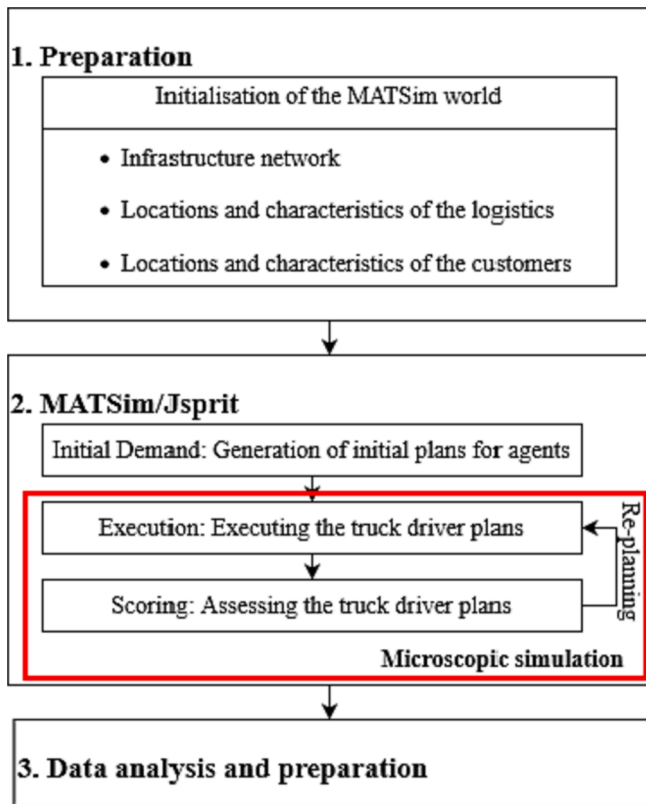 1. Preparation
Initialisation of the MATSim world
• Infrastructure network
• Locations and characteristics of the logistics
• Locations and characteristics of the customers
2. MATSim/Jsprit
Initial Demand: Generation of initial plans for agents
Execution: Executing the truck driver plans
Re-planning
Scoring: Assessing the truck driver plans
Microscopic simulation
3. Data analysis and preparation